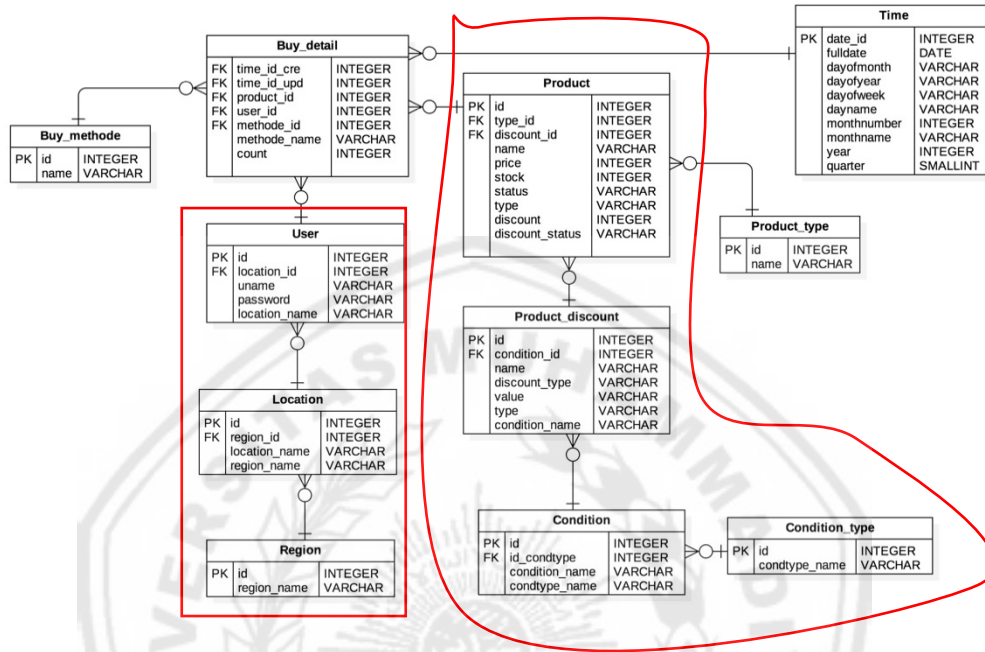 Buy_detail
FK time_id_cre INTEGER
FK time_id_upd INTEGER
FK product_id INTEGER
FK user_id INTEGER
FK methode_id INTEGER
methode_name VARCHAR
count INTEGER
Time
PK date_id INTEGER
fulldate DATE
dayofmonth VARCHAR
dayofyear VARCHAR
dayofweek VARCHAR
dayname VARCHAR
monthnumber INTEGER
monthname VARCHAR
year INTEGER
quarter SMALLINT
Product
PK id INTEGER
FK type_id INTEGER
FK discount_id INTEGER
name VARCHAR
price INTEGER
stock INTEGER
status VARCHAR
type VARCHAR
discount INTEGER
discount_status VARCHAR
Buy_methode
PK id INTEGER
name VARCHAR
Product_type
PK id INTEGER
name VARCHAR
User
PK id INTEGER
FK location_id INTEGER
uname VARCHAR
password VARCHAR
location_name VARCHAR
Product_discount
PK id INTEGER
FK condition_id INTEGER
name VARCHAR
discount_type VARCHAR
value VARCHAR
type VARCHAR
condition_name VARCHAR
Location
PK id INTEGER
FK region_id INTEGER
location_name VARCHAR
region_name VARCHAR
Condition
PK id INTEGER
FK id_condtype INTEGER
condition_name VARCHAR
condtype_name VARCHAR
Condition_type
PK id INTEGER
condtype_name VARCHAR
Region
PK id INTEGER
region_name VARCHAR